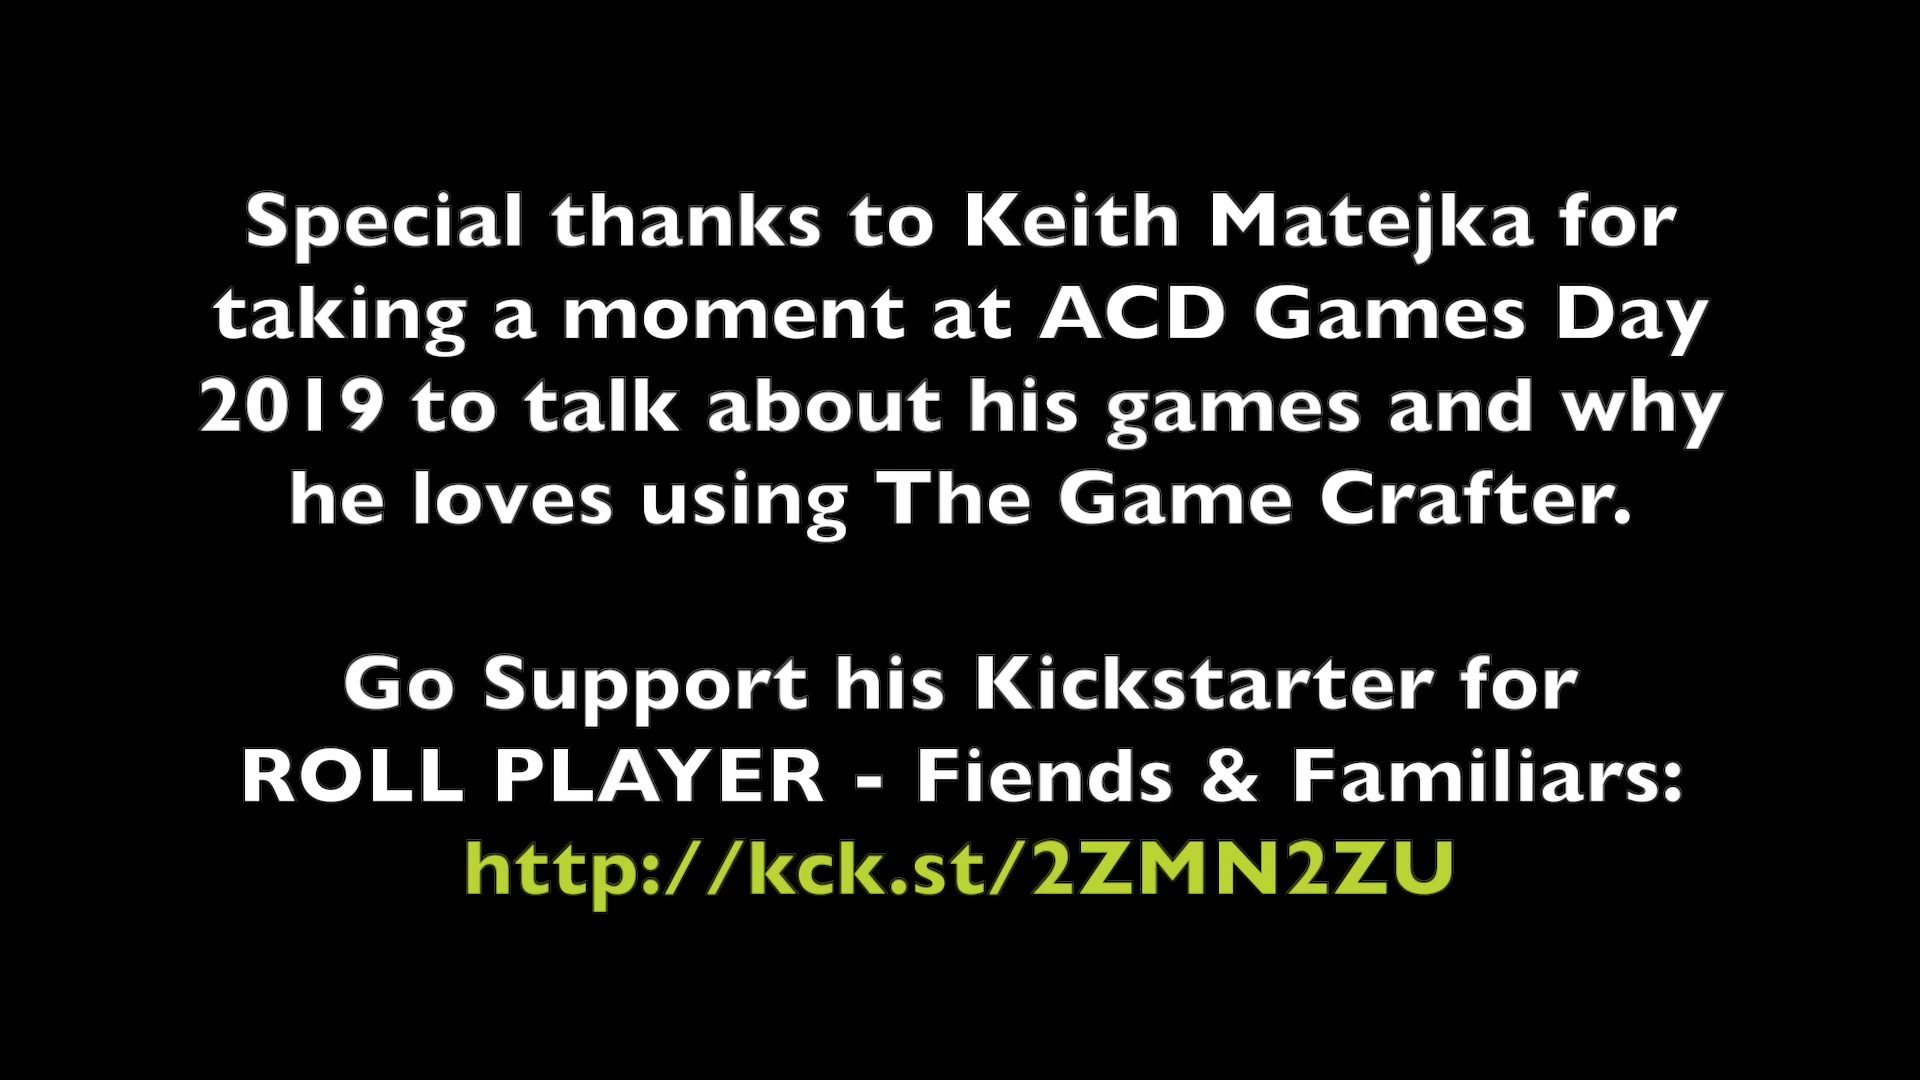 Special thanks to Keith Matejka for
taking a moment at ACD Games Day
2019 to talk about his games and why
he loves using The Game Crafter.
Go Support his Kickstarter for
ROLL PLAYER - Fiends & Familiars:
http://kck.st/2ZMN2ZU